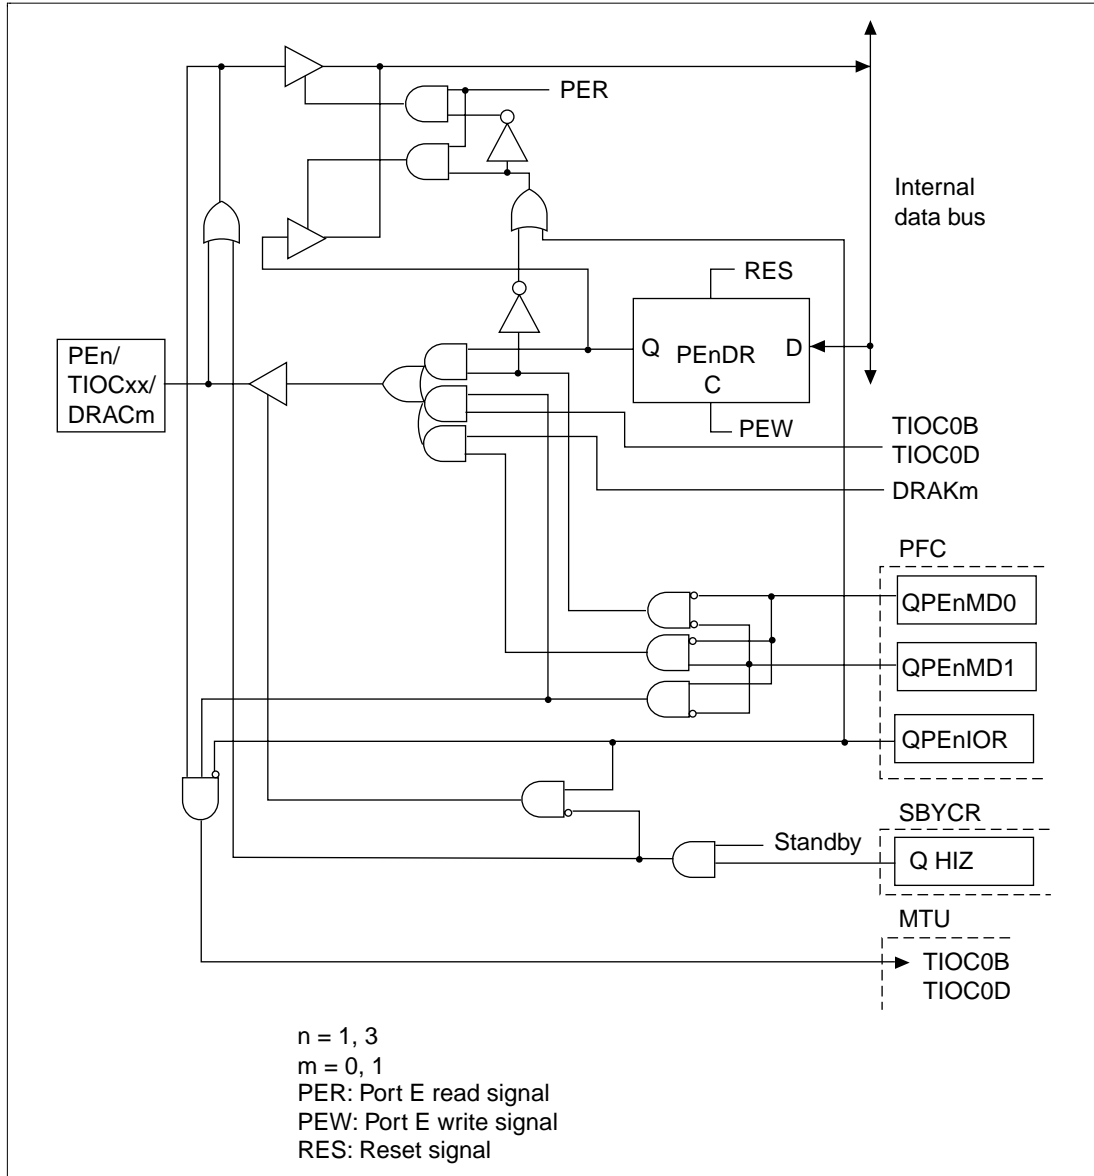 PER
Internal
data bus
RES
PEn/
TIOCxx/
DRACm
Q PEnDR D
C
PEW
TIOC0B
TIOC0D
DRAKm
PFC
QPEnMD0
QPEnMD1
QPEnIOR
SBYCR
Standby
Q HIZ
MTU
TIOC0B
TIOC0D
n = 1, 3
m = 0, 1
PER: Port E read signal
PEW: Port E write signal
RES: Reset signal